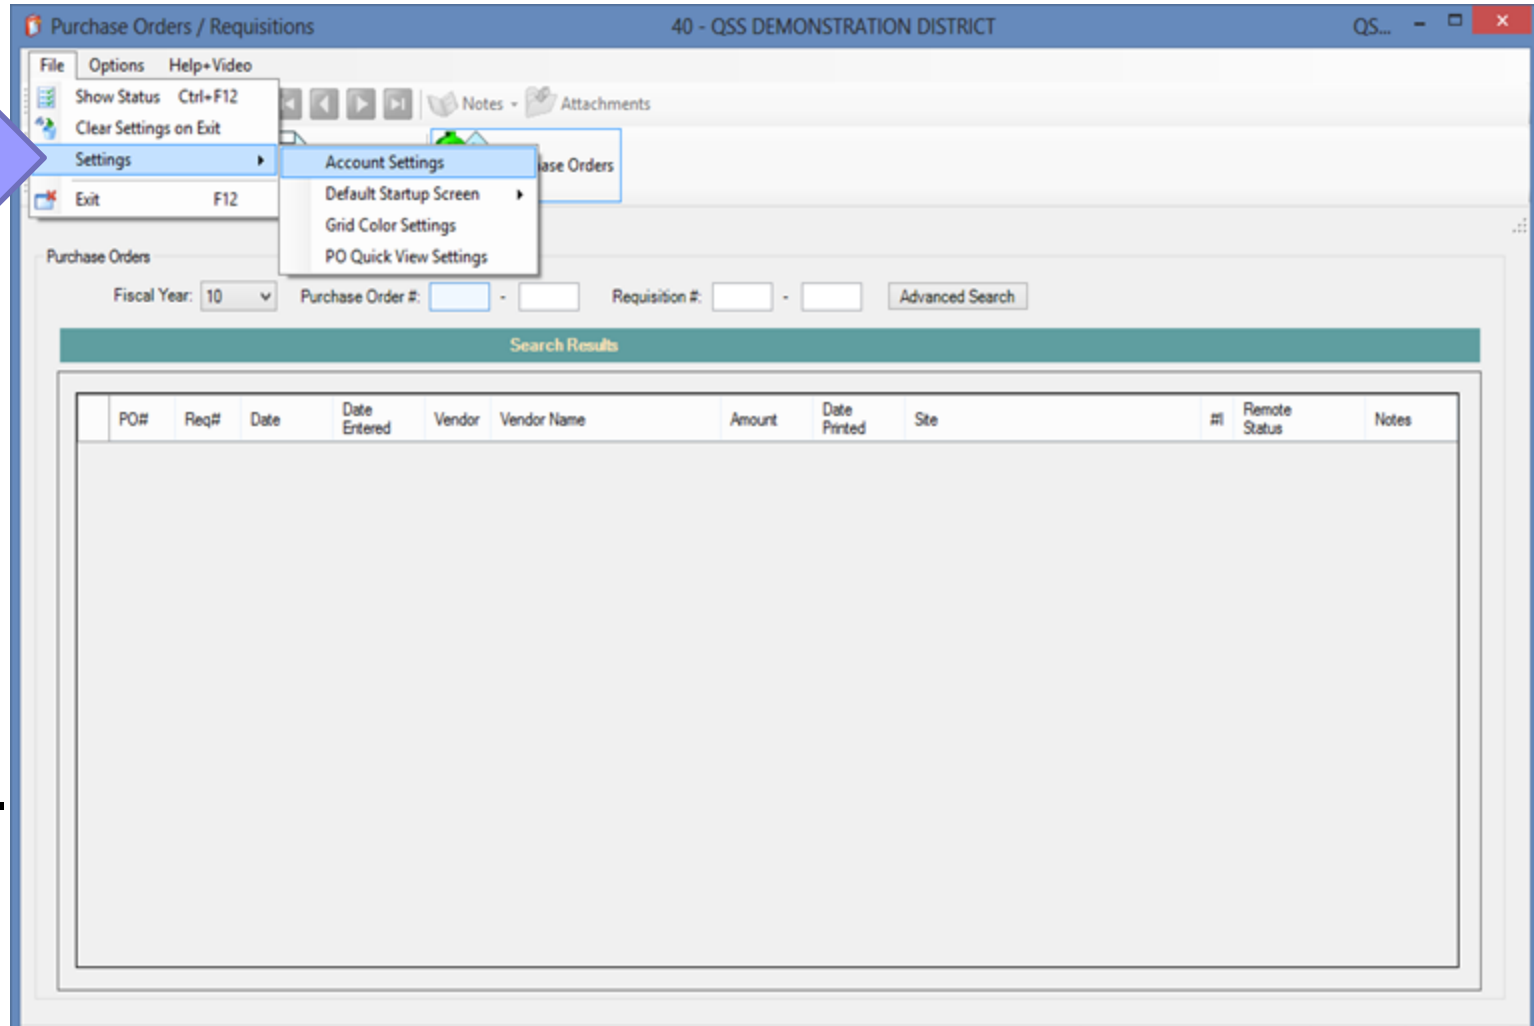 Purchase Orders / Requisitions 40 - QSS DEMONSTRATION DISTRICT QS...
File Options Help+Video
Show Status Ctrl+F12
Notes Attachments
Clear Settings on Exit
Settings
Account Settings
ase Orders
Default Startup Screen
Exit F12
Grid Color Settings
PO Quick View Settings
Purchase Orders
Fiscal Year: 10 Purchase Order #: - Requisition #: - Advanced Search
Search Results
PO# Req# Date Date Entered Vendor Vendor Name Amount Date Printed Site #I Remote Status Notes